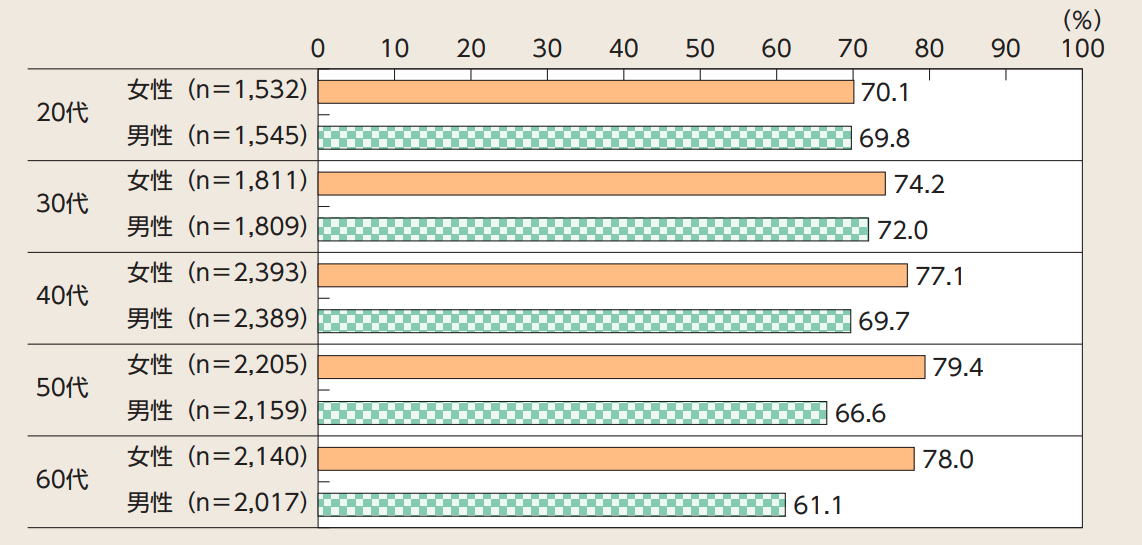 (%)
0 10 20 30 40 50 60 70 80 90 100
20代
女性（n＝1,532） 70.1
男性（n＝1,545） 69.8
30代
女性（n＝1,811） 74.2
男性（n＝1,809） 72.0
40代
女性（n＝2,393） 77.1
男性（n＝2,389） 69.7
50代
女性（n＝2,205） 79.4
男性（n＝2,159） 66.6
60代
女性（n＝2,140） 78.0
男性（n＝2,017） 61.1